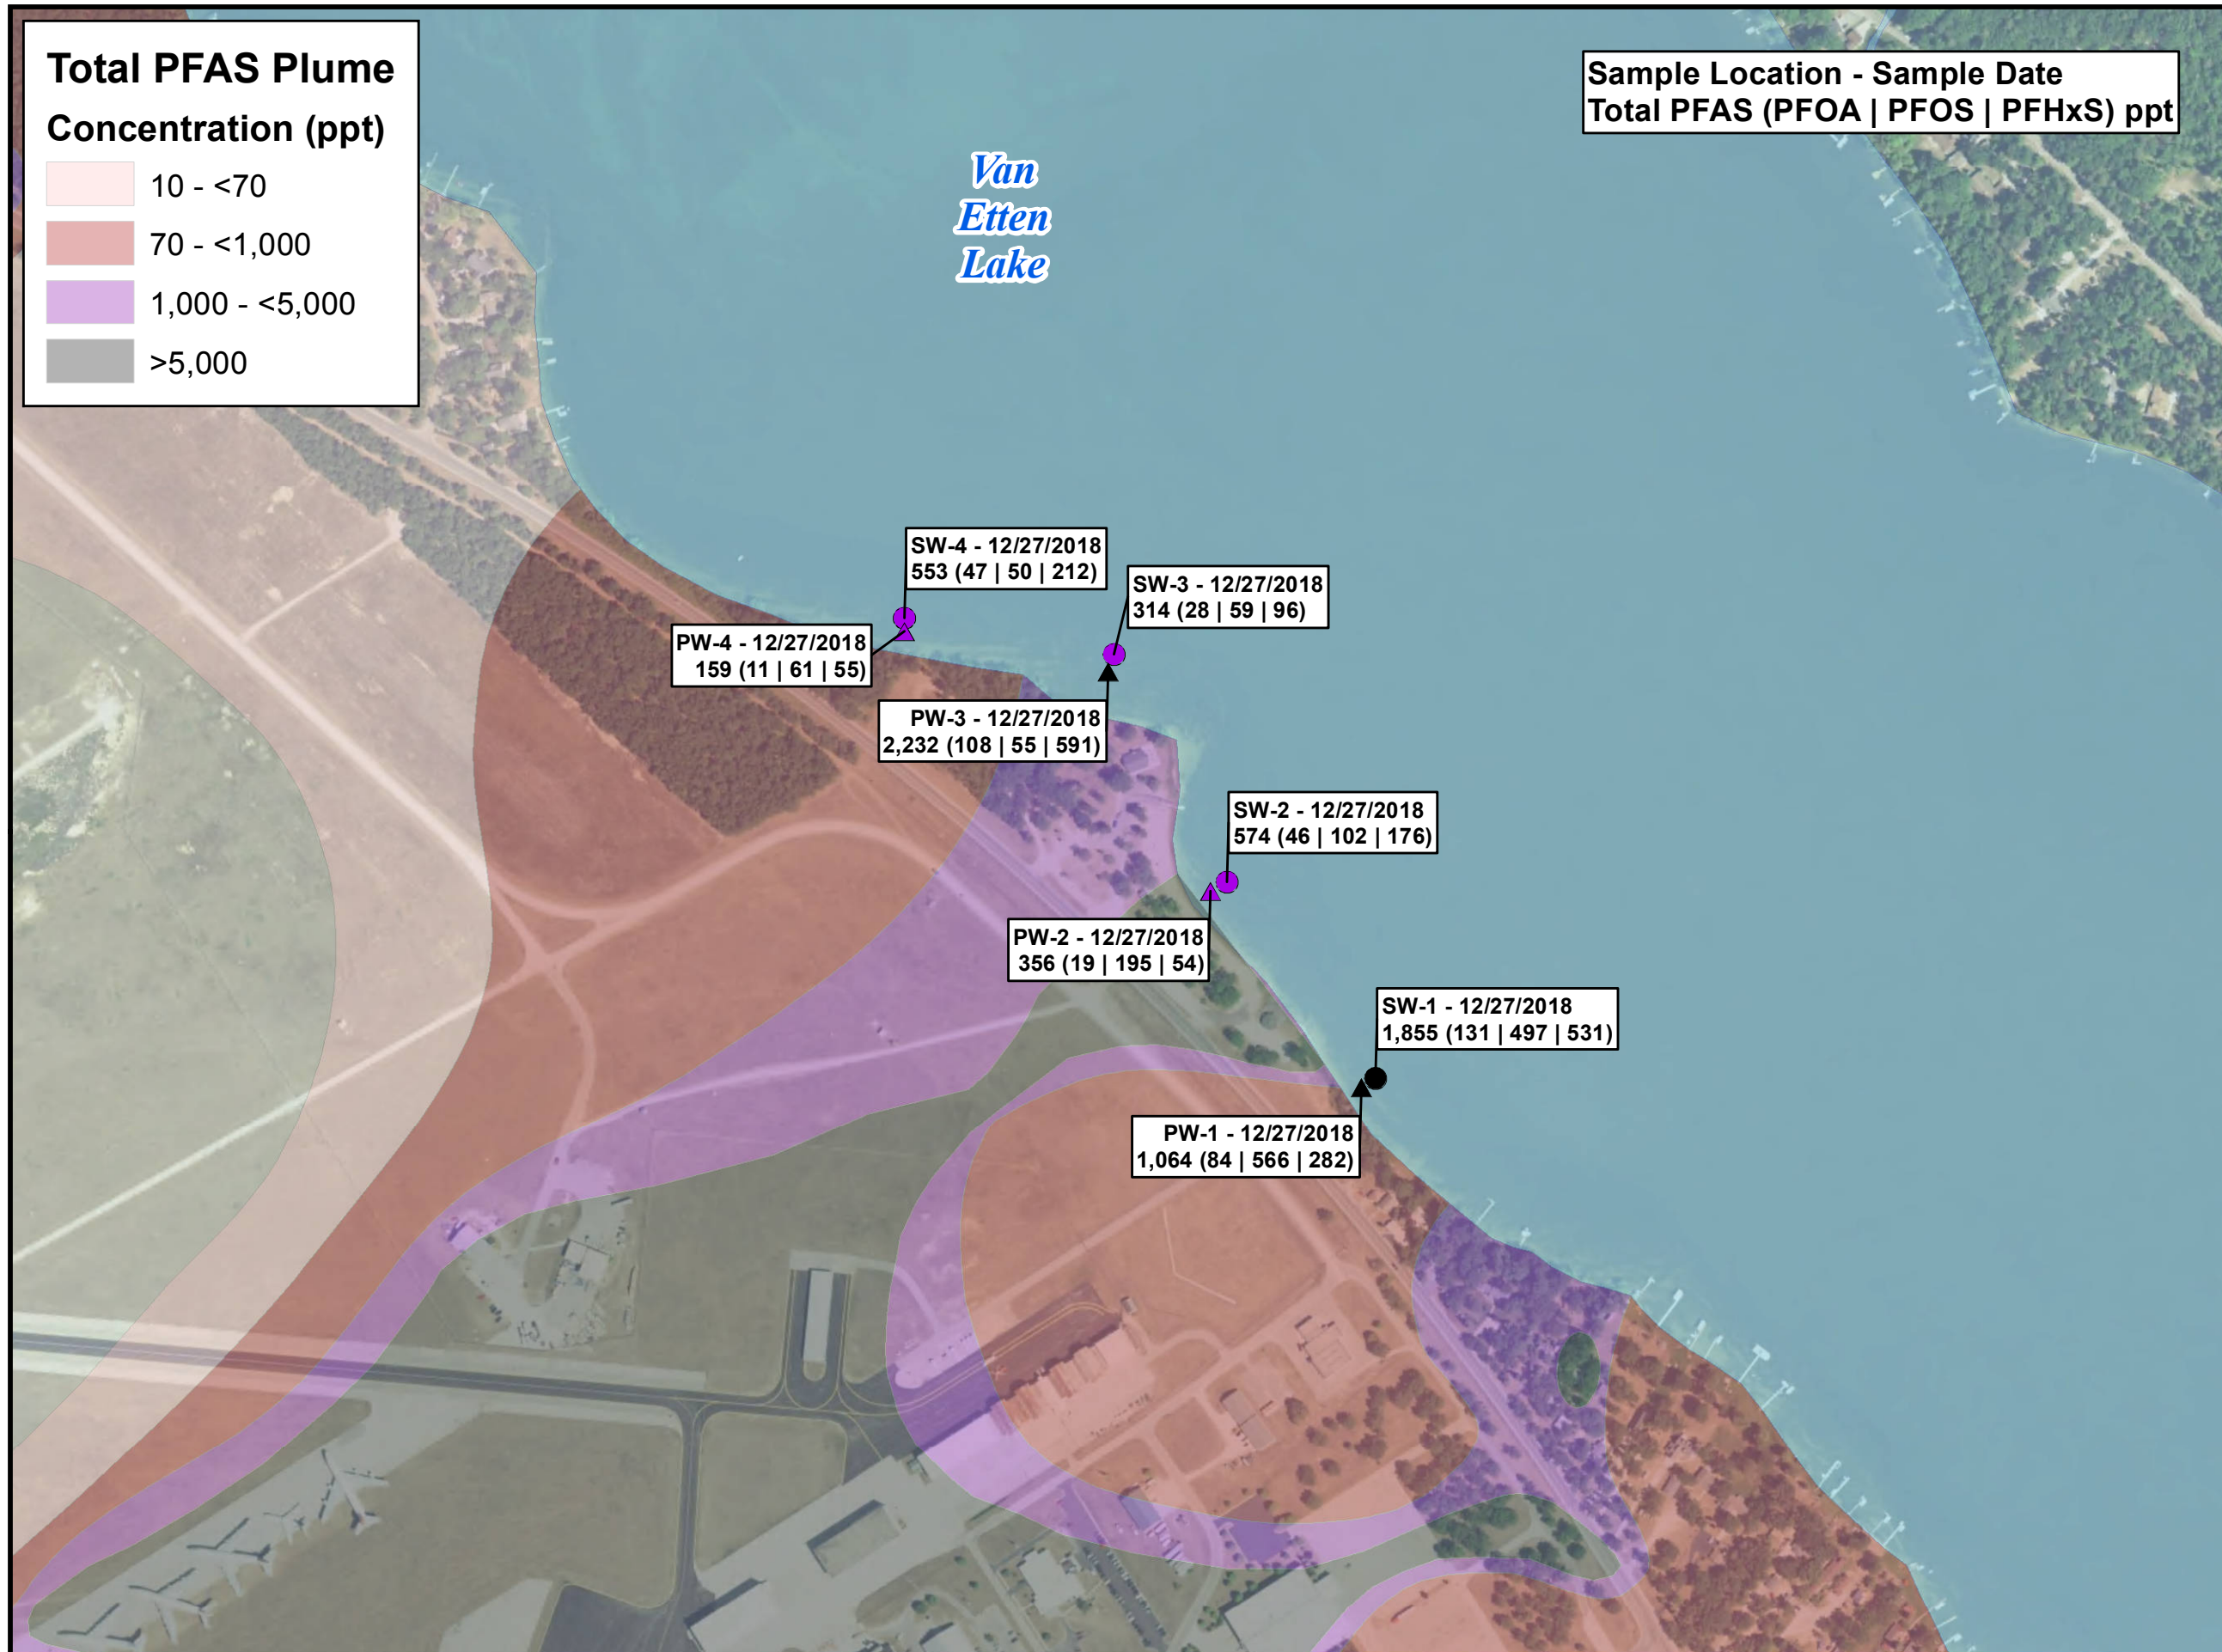 Total PFAS Plume
Concentration (ppt)
10 - <70
70 - <1,000
1,000 - <5,000
>5,000
Sample Location - Sample Date
Total PFAS (PFOA | PFOS | PFHxS) ppt
Van
Etten
Lake
SW-4 - 12/27/2018
553 (47 | 50 | 212)
SW-3 - 12/27/2018
314 (28 | 59 | 96)
PW-4 - 12/27/2018
159 (11 | 61 | 55)
PW-3 - 12/27/2018
2,232 (108 | 55 | 591)
SW-2 - 12/27/2018
574 (46 | 102 | 176)
PW-2 - 12/27/2018
356 (19 | 195 | 54)
SW-1 - 12/27/2018
1,855 (131 | 497 | 531)
PW-1 - 12/27/2018
1,064 (84 | 566 | 282)